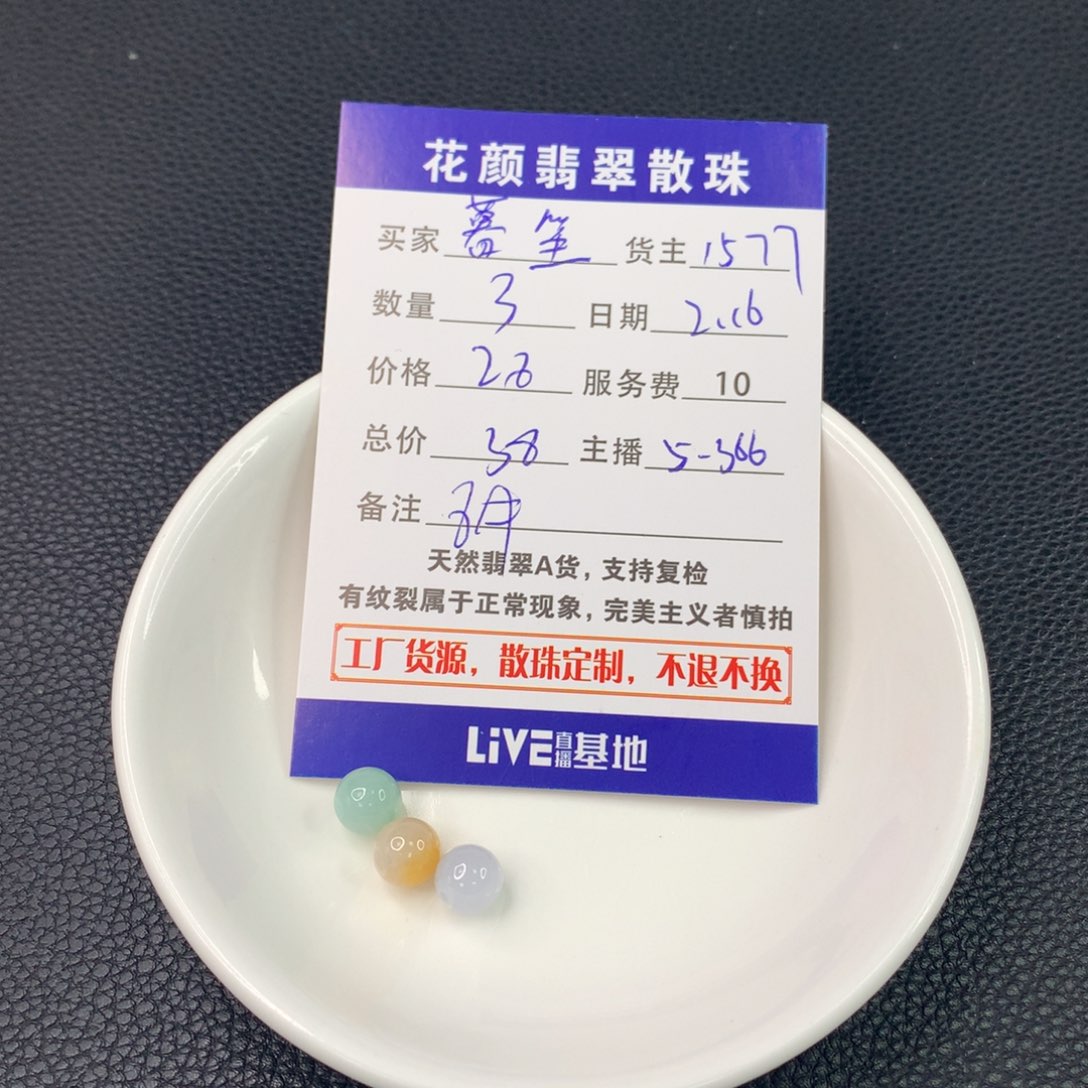 花颜翡翠散珠
买家 暮笙 货主 1577
数量 3 日期 2.16
价格 28 服务费 10
总价 38 主播 5-366
备注
天然翡翠A货，支持复检
有纹裂属于正常现象，完美主义者慎拍
工厂货源，散珠定制，不退不换
LiVE直播基地